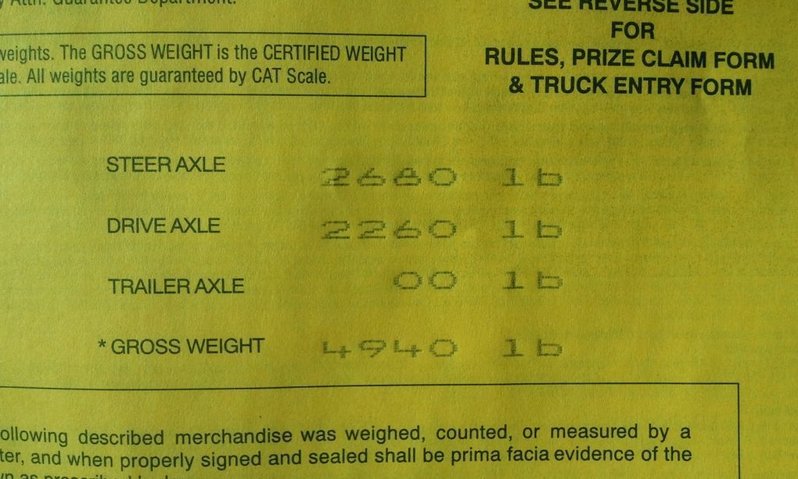 Attn: Guarantee Department.
SEE REVERSE SIDE
FOR
RULES, PRIZE CLAIM FORM
& TRUCK ENTRY FORM
weights. The GROSS WEIGHT is the CERTIFIED WEIGHT
ale. All weights are guaranteed by CAT Scale.
STEER AXLE 2680 lb
DRIVE AXLE 2260 lb
TRAILER AXLE 00 lb
* GROSS WEIGHT 4940 lb
ollowing described merchandise was weighed, counted, or measured by a
ter, and when properly signed and sealed shall be prima facia evidence of the